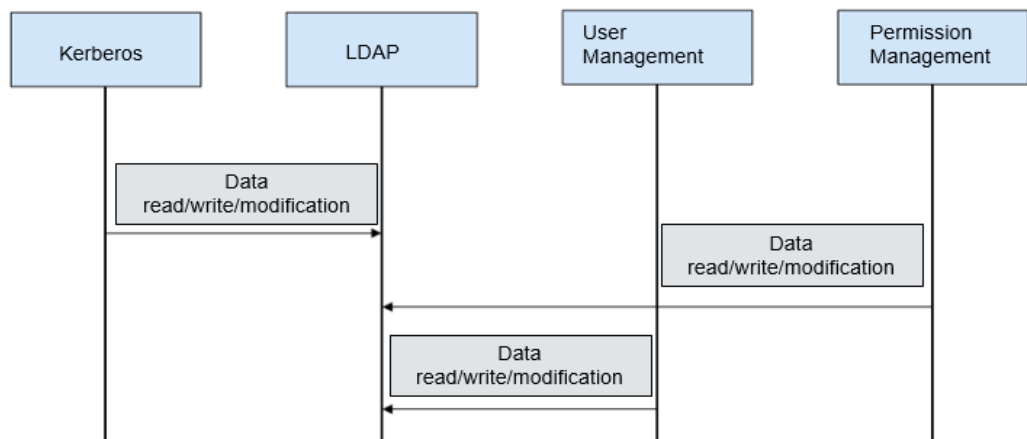 Kerberos
LDAP
User
Management
Permission
Management
Data
read/write/modification
Data
read/write/modification
Data
read/write/modification